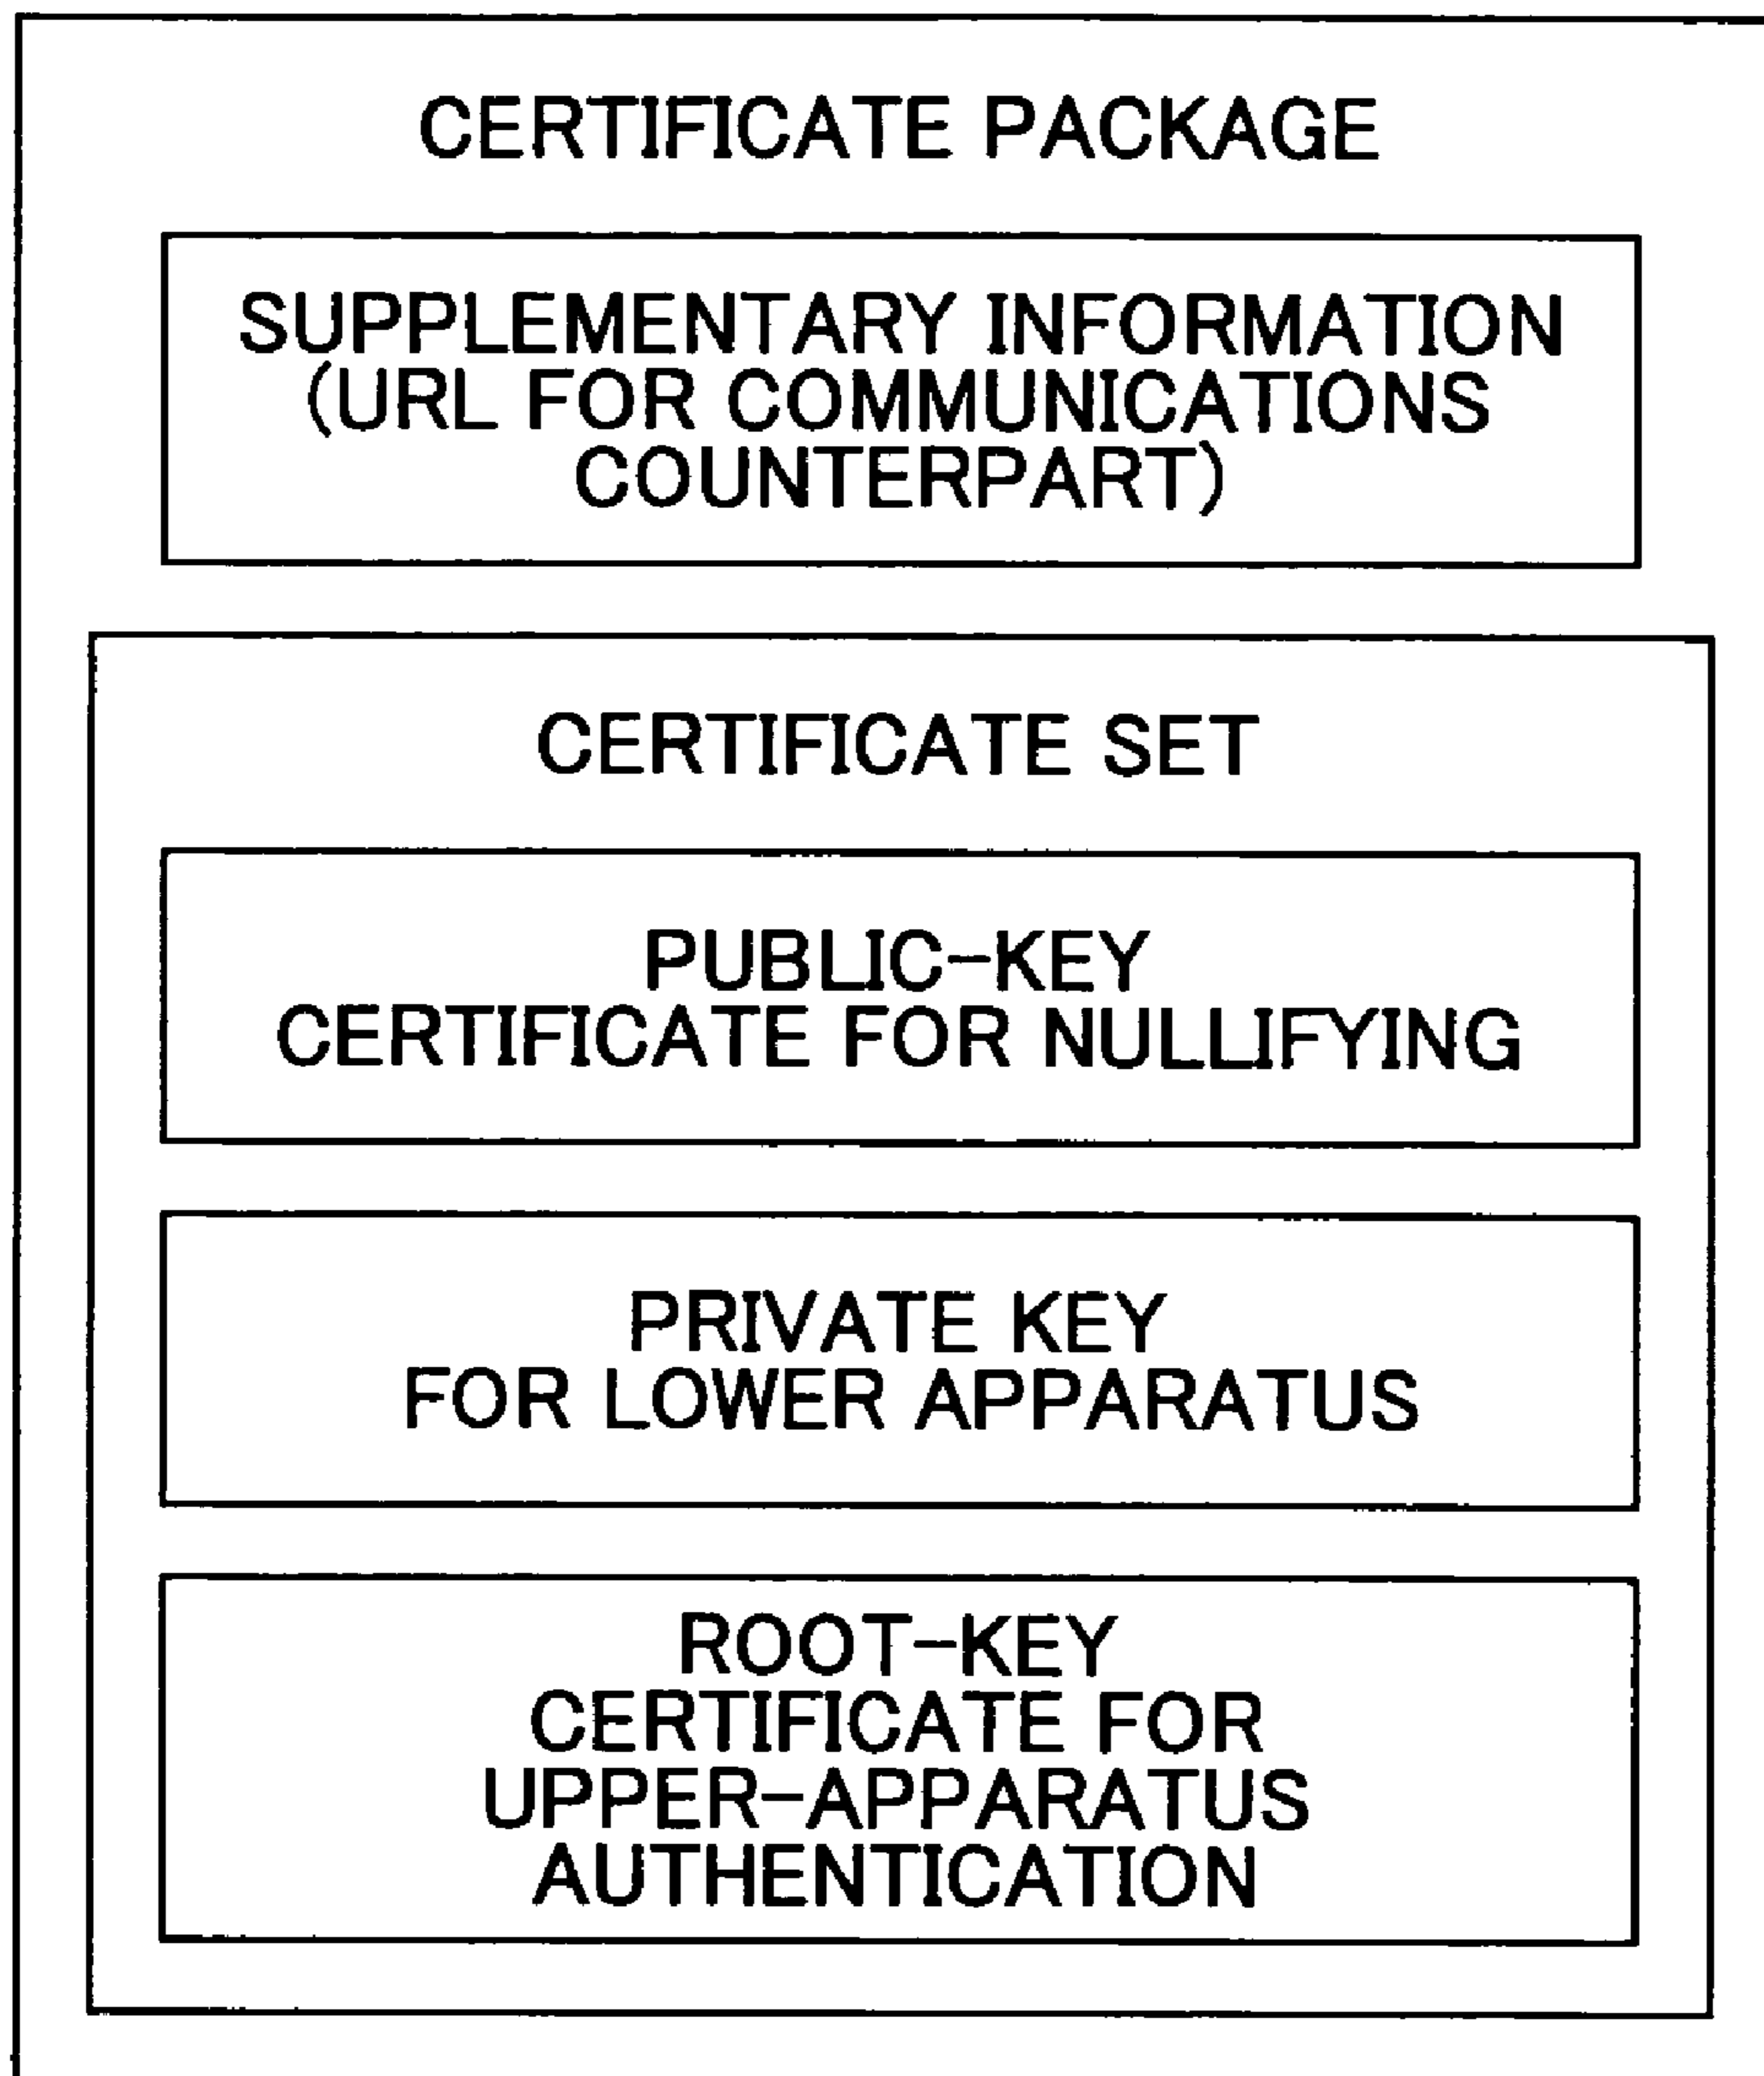 CERTIFICATE PACKAGE
SUPPLEMENTARY INFORMATION
(URL FOR COMMUNICATIONS
COUNTERPART)
CERTIFICATE SET
PUBLIC-KEY
CERTIFICATE FOR NULLIFYING
PRIVATE KEY
FOR LOWER APPARATUS
ROOT-KEY
CERTIFICATE FOR
UPPER-APPARATUS
AUTHENTICATION